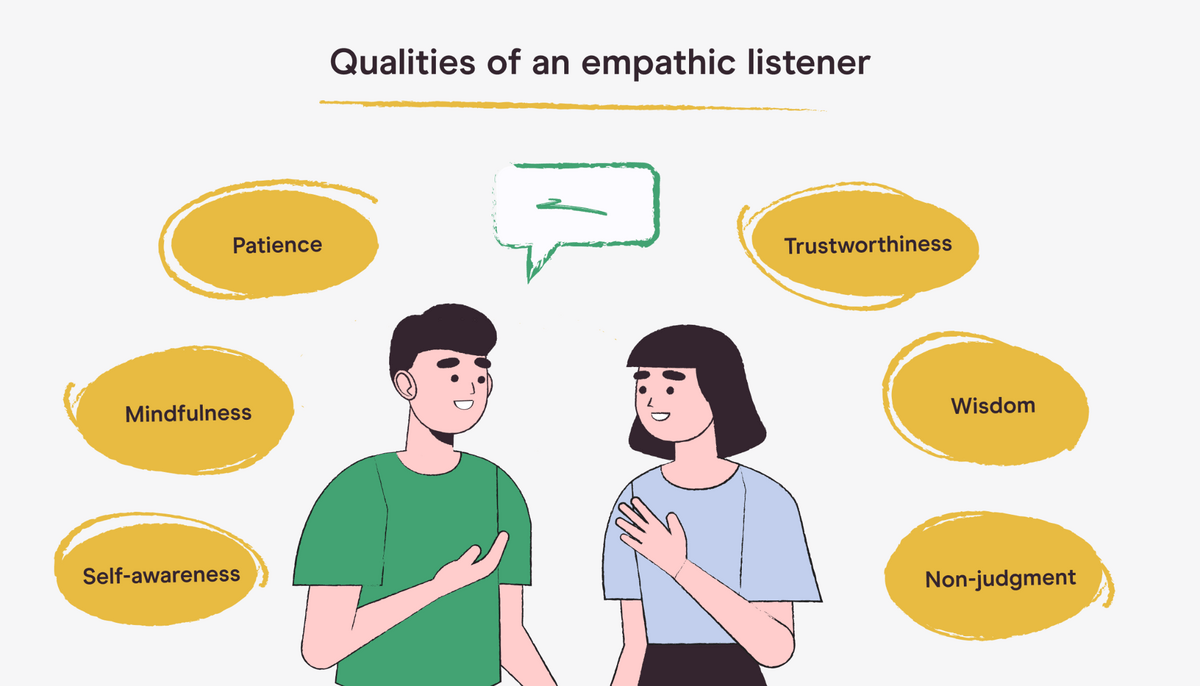 Qualities of an empathic listener
Patience
Trustworthiness
Mindfulness
Wisdom
Self-awareness
Non-judgment